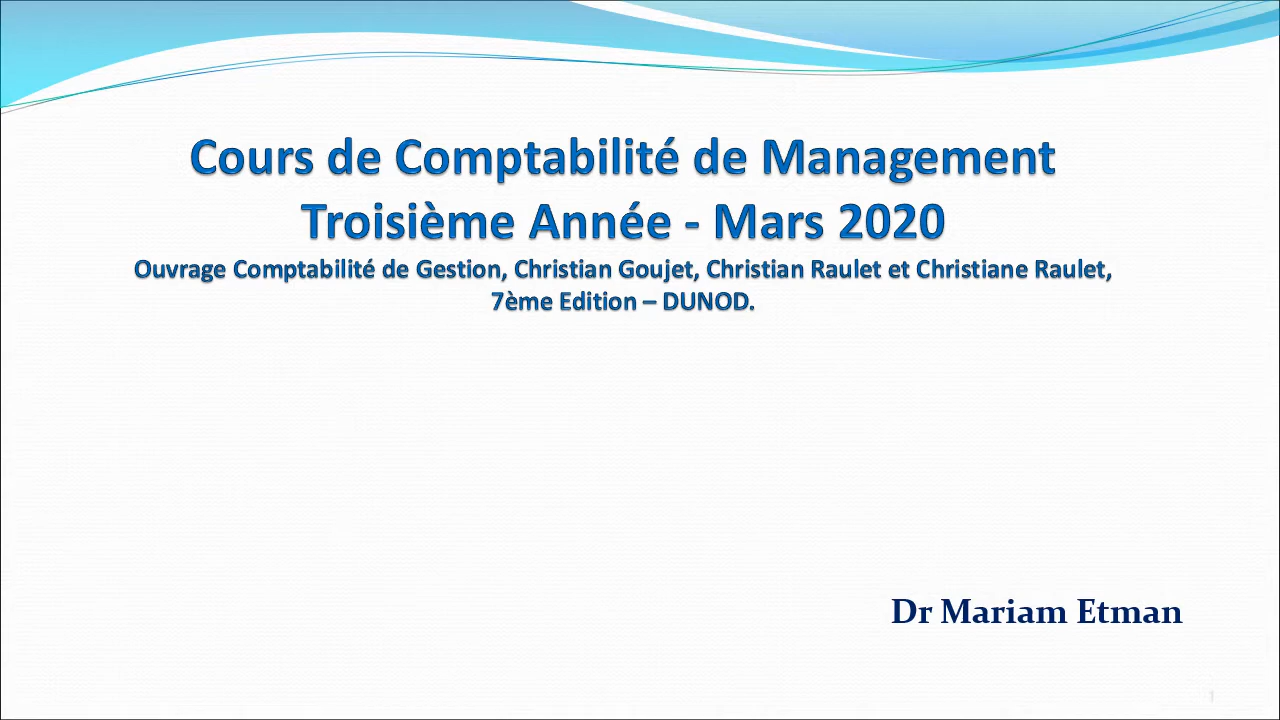 Cours de Comptabilité de Management
Troisième Année - Mars 2020
Ouvrage Comptabilité de Gestion, Christian Goujet, Christian Raulet et Christiane Raulet,
7ème Edition – DUNOD.
Dr Mariam Etman
1